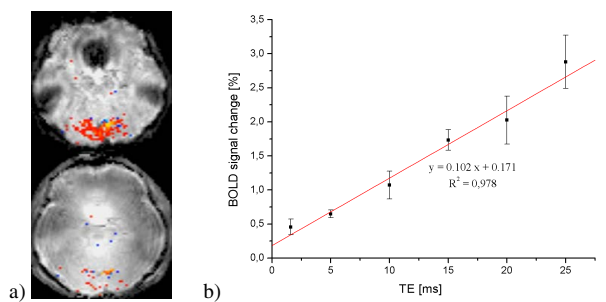 a)
b)
BOLD signal change [%]
3,5
3,0
2,5
2,0
1,5
1,0
0,5
0,0
y = 0.102 x + 0.171
R² = 0,978
0 5 10 15 20 25
TE [ms]